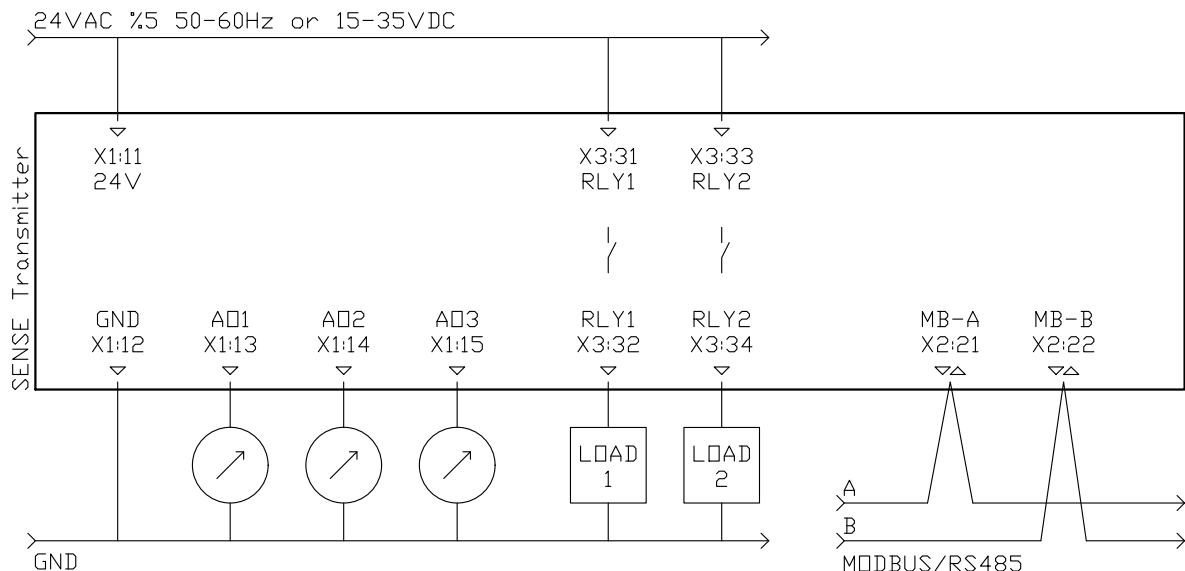 24VAC %5 50-60Hz or 15-35VDC
SENSE Transmitter
X1:11
24V
X3:31
RLY1
X3:33
RLY2
GND
X1:12
AO1
X1:13
AO2
X1:14
AO3
X1:15
RLY1
X3:32
RLY2
X3:34
MB-A
X2:21
MB-B
X2:22
LOAD
1
LOAD
2
A
B
GND
MODBUS/RS485